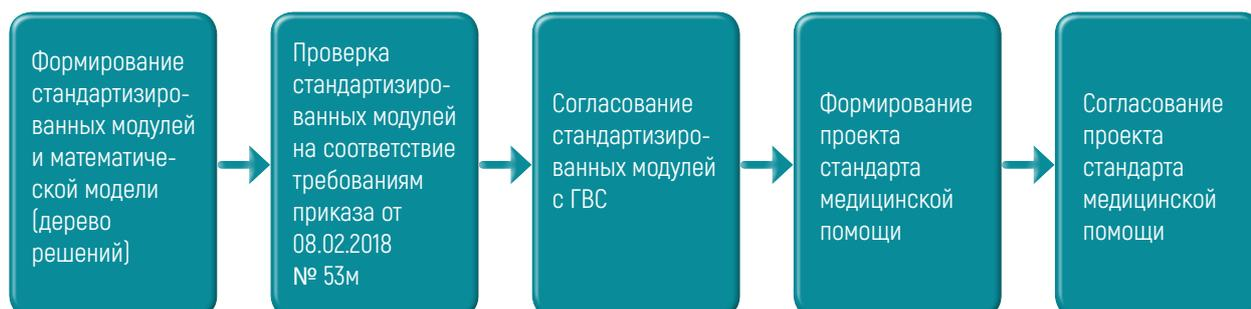 Формирование
стандартизиро-
ванных модулей
и математиче-
ской модели
(дерево
решений)
Проверка
стандартизиро-
ванных модулей
на соответствие
требованиям
приказа от
08.02.2018
№ 53м
Согласование
стандартизиро-
ванных модулей
с ГВС
Формирование
проекта
стандарта
медицинской
помощи
Согласование
проекта
стандарта
медицинской
помощи